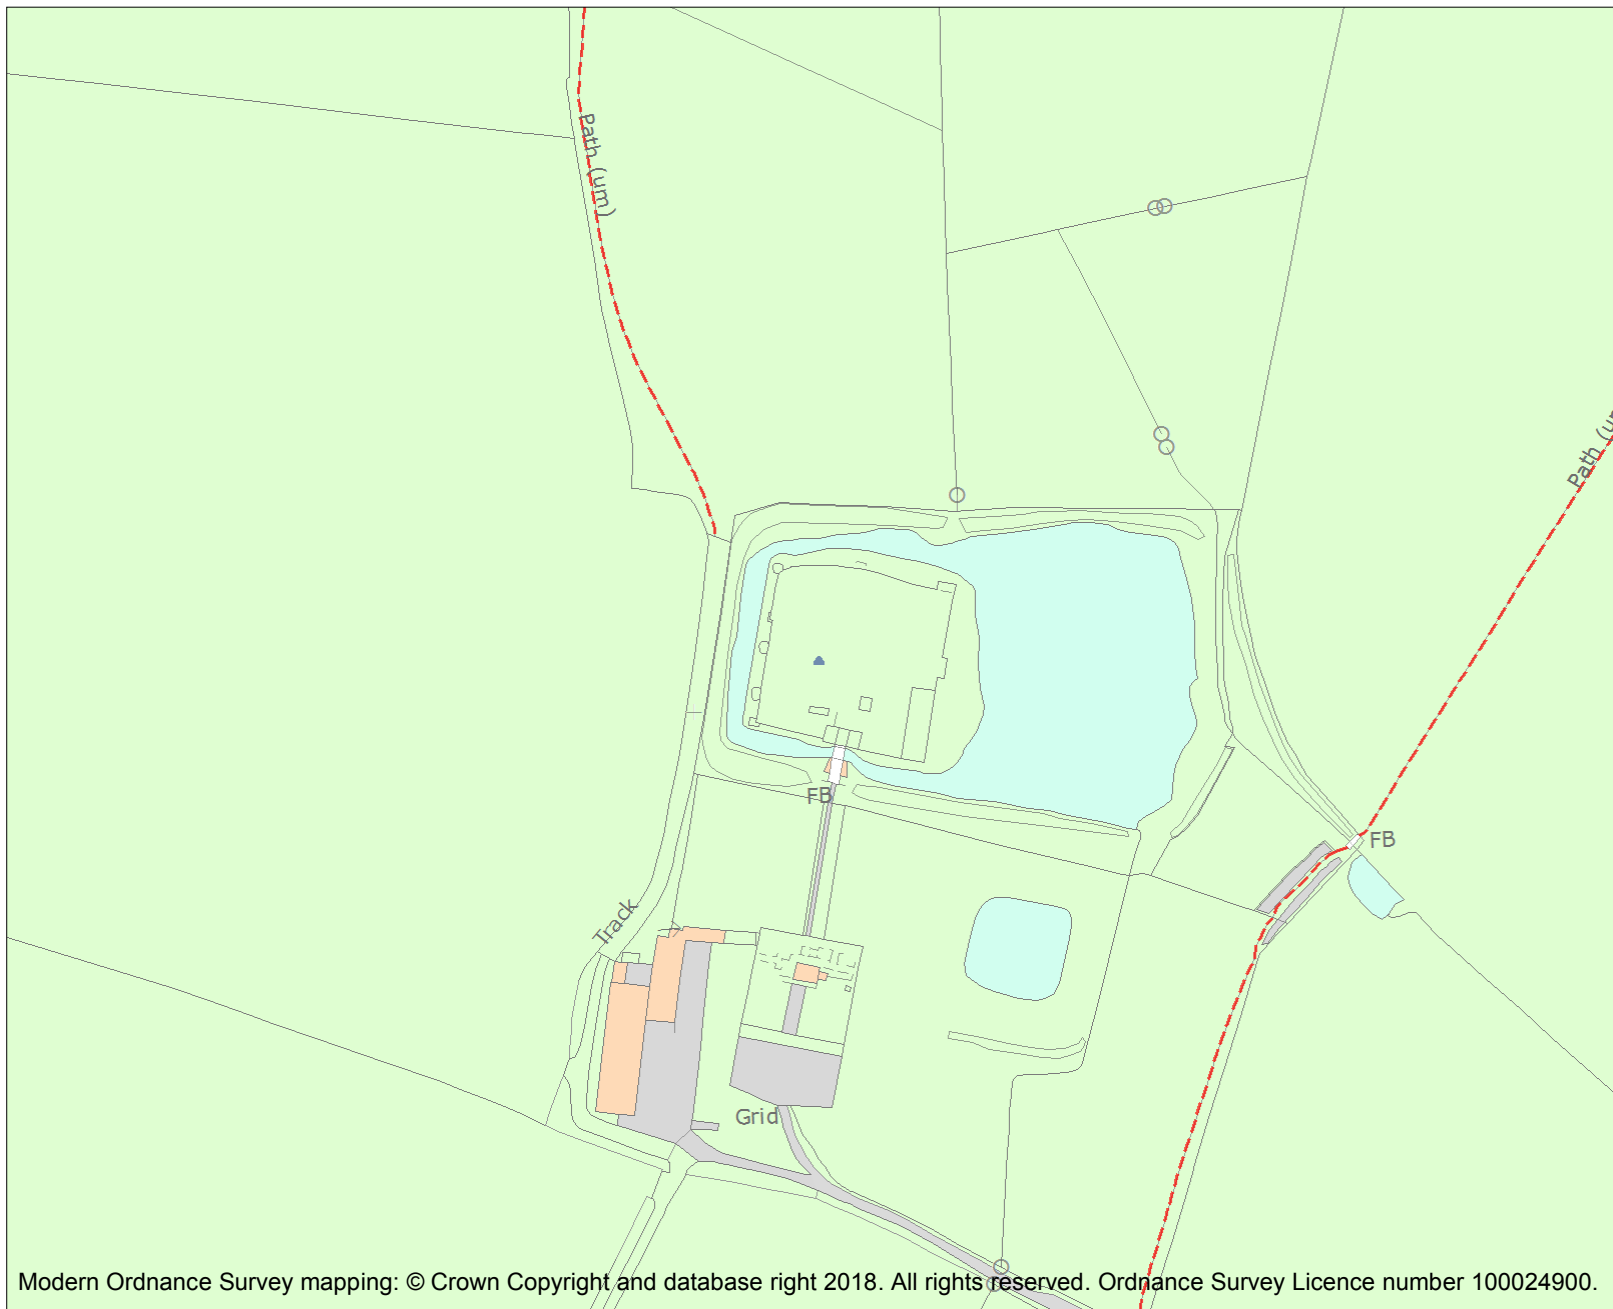 Path (um)
Path (u
FB
FB
Track
Grid
Modern Ordnance Survey mapping: © Crown Copyright and database right 2018. All rights reserved. Ordnance Survey Licence number 100024900.